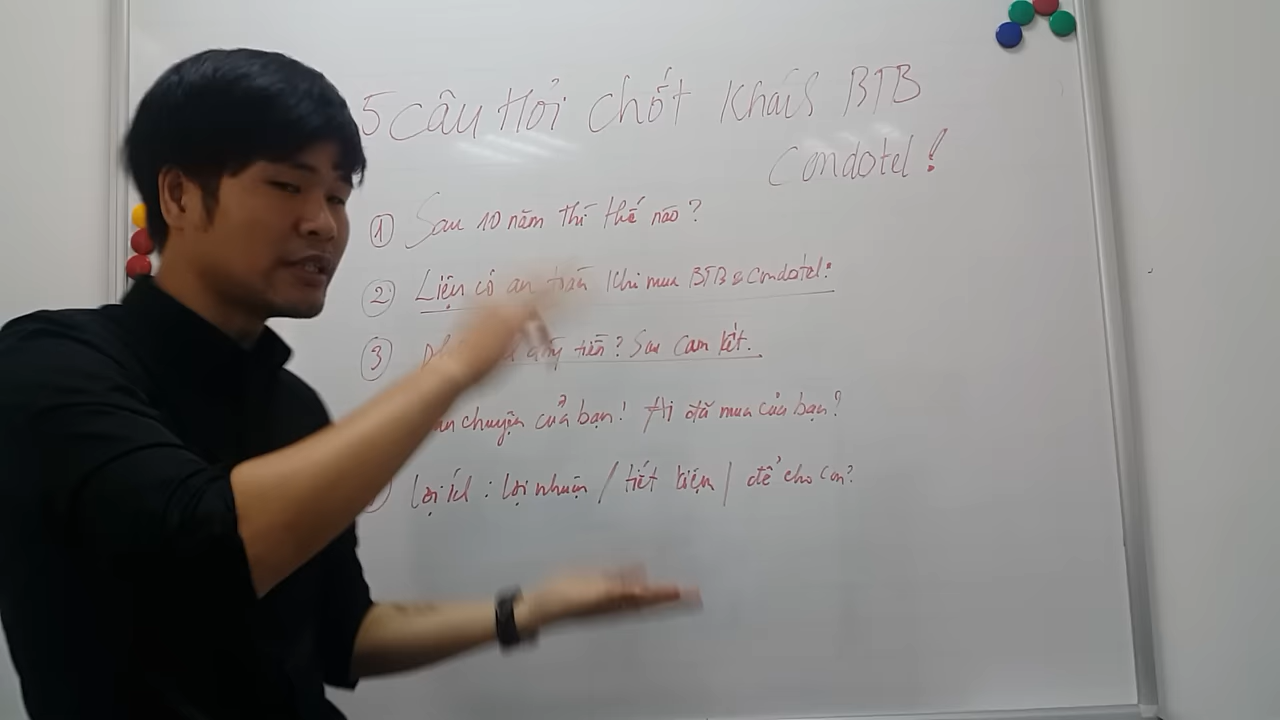 5 câu Hỏi chốt Kháis BTB
Condotel!
① Sau 10 năm thì thế nào?
② Liệu có an toàn khi mua BTB & Condotel?
③ tiền? Sau cam kết.
chuyện của bạn! Ai đã mua của bạn?
lợi ích: lợi nhuận / tiết kiệm / để cho con?